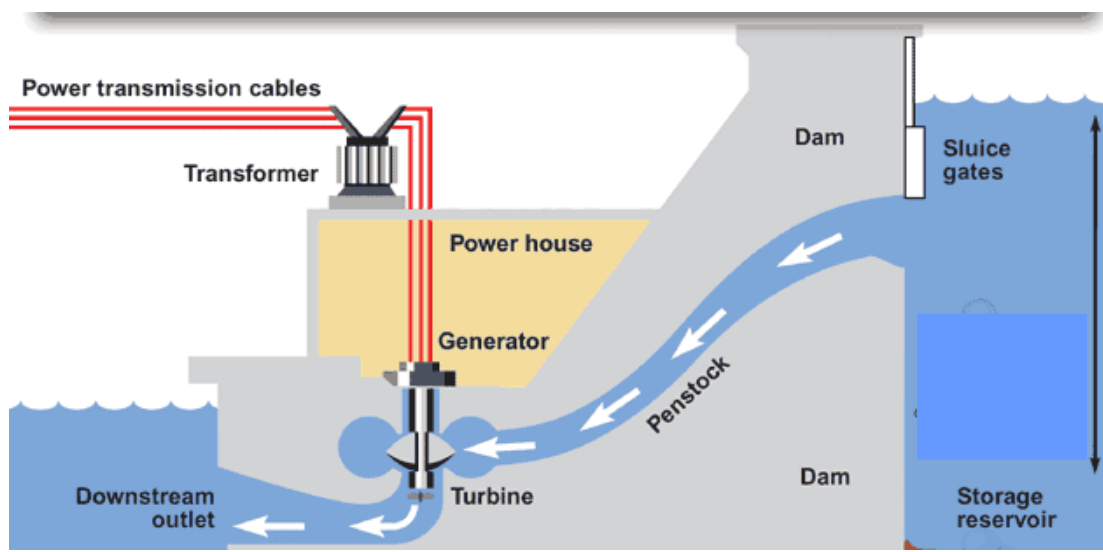 Power transmission cables
Transformer
Dam
Sluice
gates
Power house
Generator
Penstock
Turbine
Dam
Downstream
outlet
Storage
reservoir